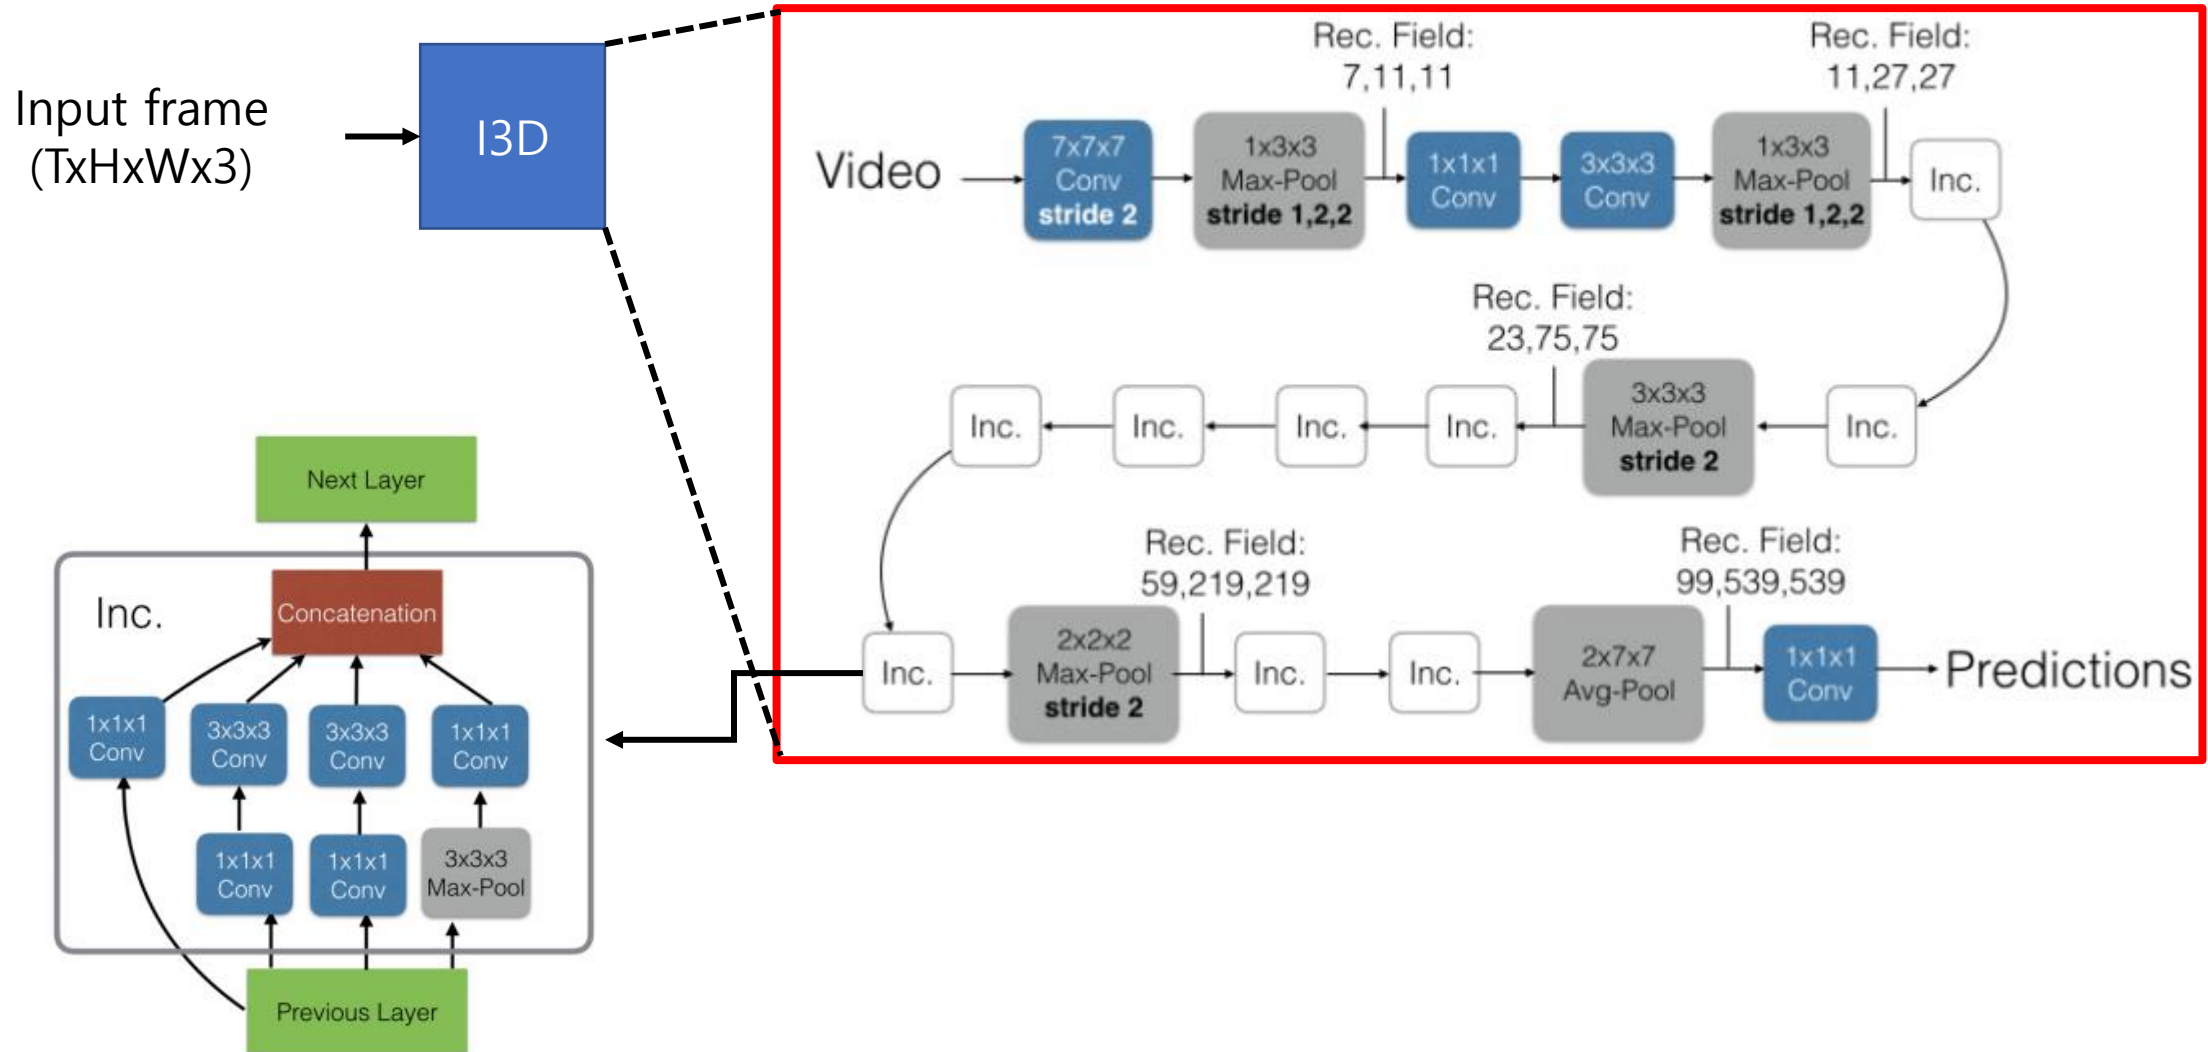 Input frame
(TxHxWx3)
I3D
Rec. Field:
7,11,11
Rec. Field:
11,27,27
Video
7x7x7
Conv
stride 2
1x3x3
Max-Pool
stride 1,2,2
1x1x1
Conv
3x3x3
Conv
1x3x3
Max-Pool
stride 1,2,2
Inc.
Rec. Field:
23,75,75
Inc.
Inc.
Inc.
Inc.
3x3x3
Max-Pool
stride 2
Inc.
Rec. Field:
59,219,219
Rec. Field:
99,539,539
Inc.
2x2x2
Max-Pool
stride 2
Inc.
Inc.
2x7x7
Avg-Pool
1x1x1
Conv
Predictions
Next Layer
Inc.
Concatenation
1x1x1
Conv
3x3x3
Conv
3x3x3
Conv
1x1x1
Conv
1x1x1
Conv
1x1x1
Conv
3x3x3
Max-Pool
Previous Layer